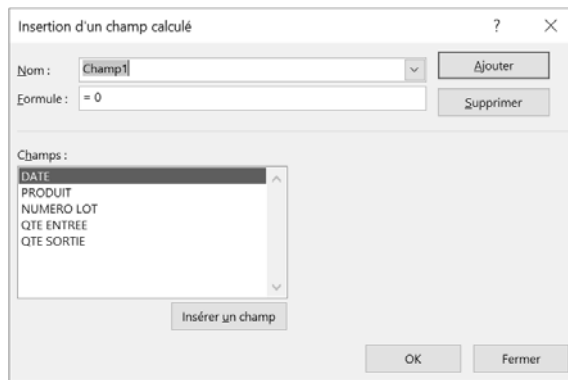 Insertion d'un champ calculé ? ×
Nom : Champ1 Ajouter
Formule : = 0 Supprimer
Champs :
DATE
PRODUIT
NUMERO LOT
QTE ENTREE
QTE SORTIE
Insérer un champ
OK Fermer